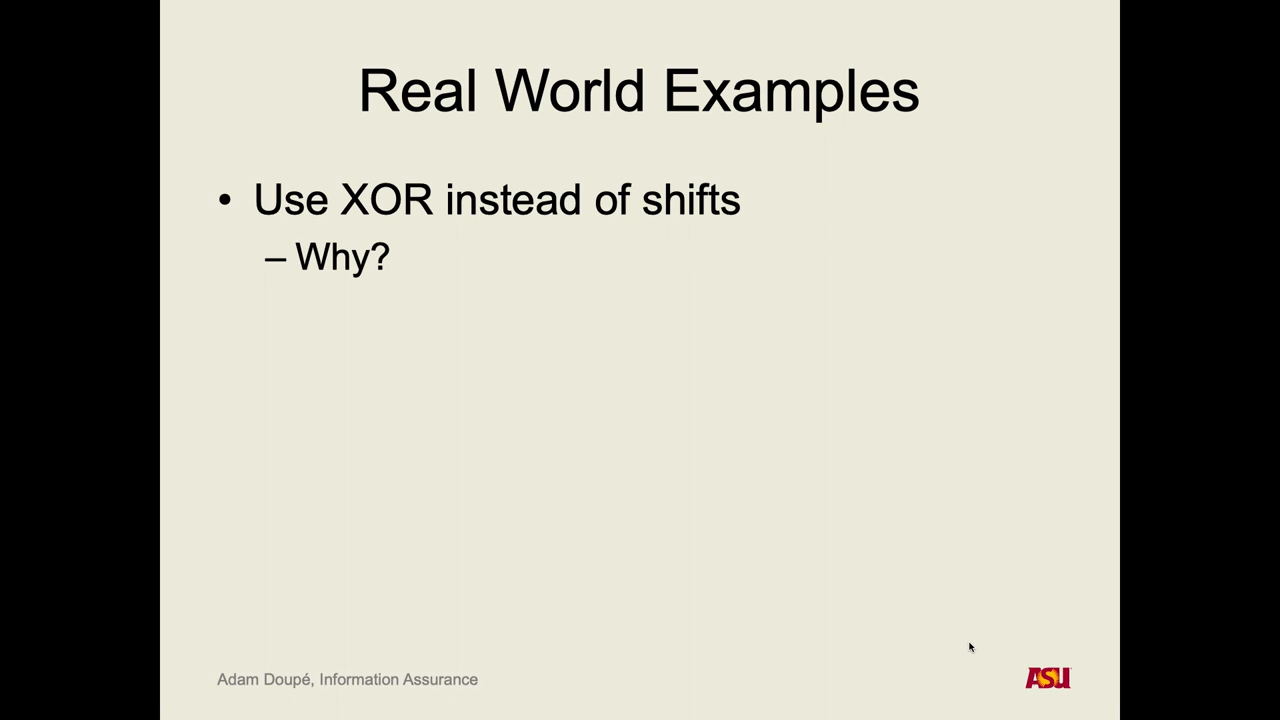 Real World Examples
• Use XOR instead of shifts
– Why?
Adam Doupé, Information Assurance
ASU